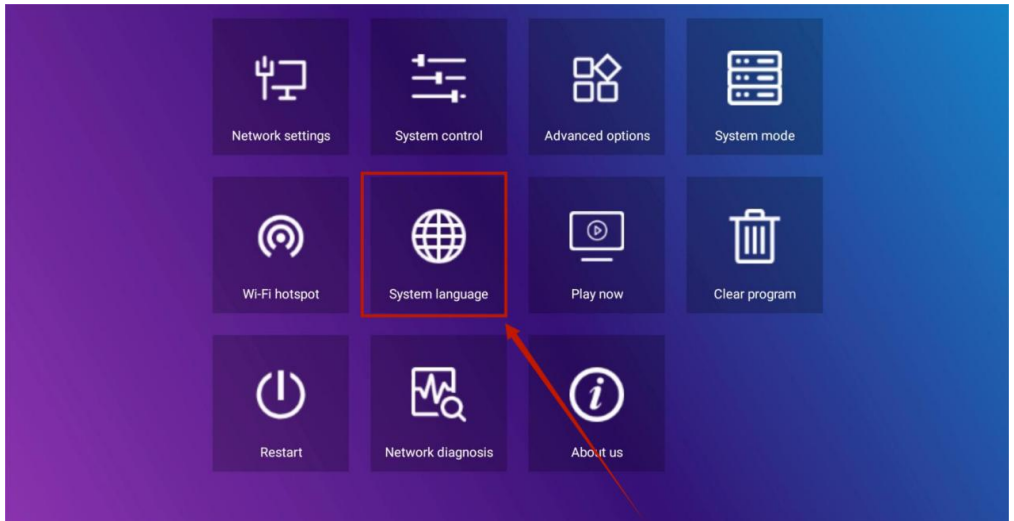 Network settings
System control
Advanced options
System mode
Wi-Fi hotspot
System language
Play now
Clear program
Restart
Network diagnosis
About us